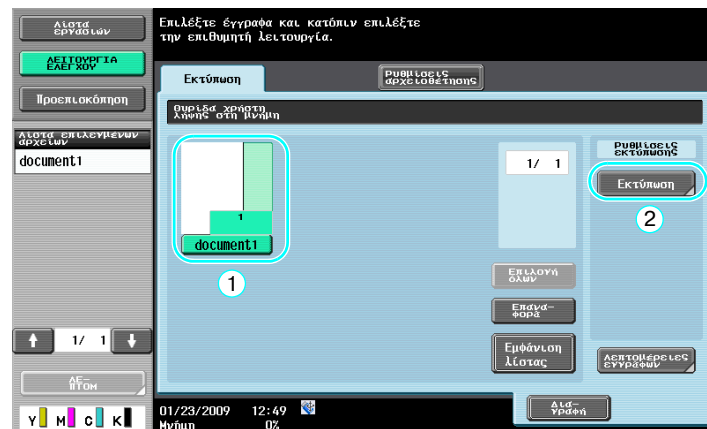 Λίστα
εργασιών
Επιλέξτε έγγραφα και κατόπιν επιλέξτε
την επιθυμητή λειτουργία.
ΛΕΙΤΟΥΡΓΙΑ
ΕΛΕΓΧΟΥ
Προεπισκόπηση
Εκτύπωση
Ρυθμίσεις
αρχειοθέτησης
Θυρίδα χρήστη
λήψης στη μνήμη
Λίστα επιλεγμένων
αρχείων
document1
1
document1
1
1/ 1
Ρυθμίσεις
εκτύπωσης
Εκτύπωση
2
Επιλογή
όλων
Επανα-
φορά
Εμφάνιση
λίστας
Λεπτομέρειες
εγγράφων
1/ 1
ΛΕ-
ΠΤΟΜ
Y M C K
01/23/2009 12:49
Μνήμη 0%
Δια-
γραφή